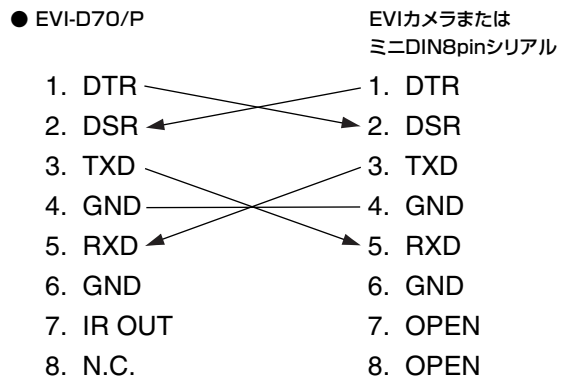 ● EVI-D70/P EVIカメラまたは
ミニDIN8pinシリアル
1. DTR 1. DTR
2. DSR 2. DSR
3. TXD 3. TXD
4. GND 4. GND
5. RXD 5. RXD
6. GND 6. GND
7. IR OUT 7. OPEN
8. N.C. 8. OPEN